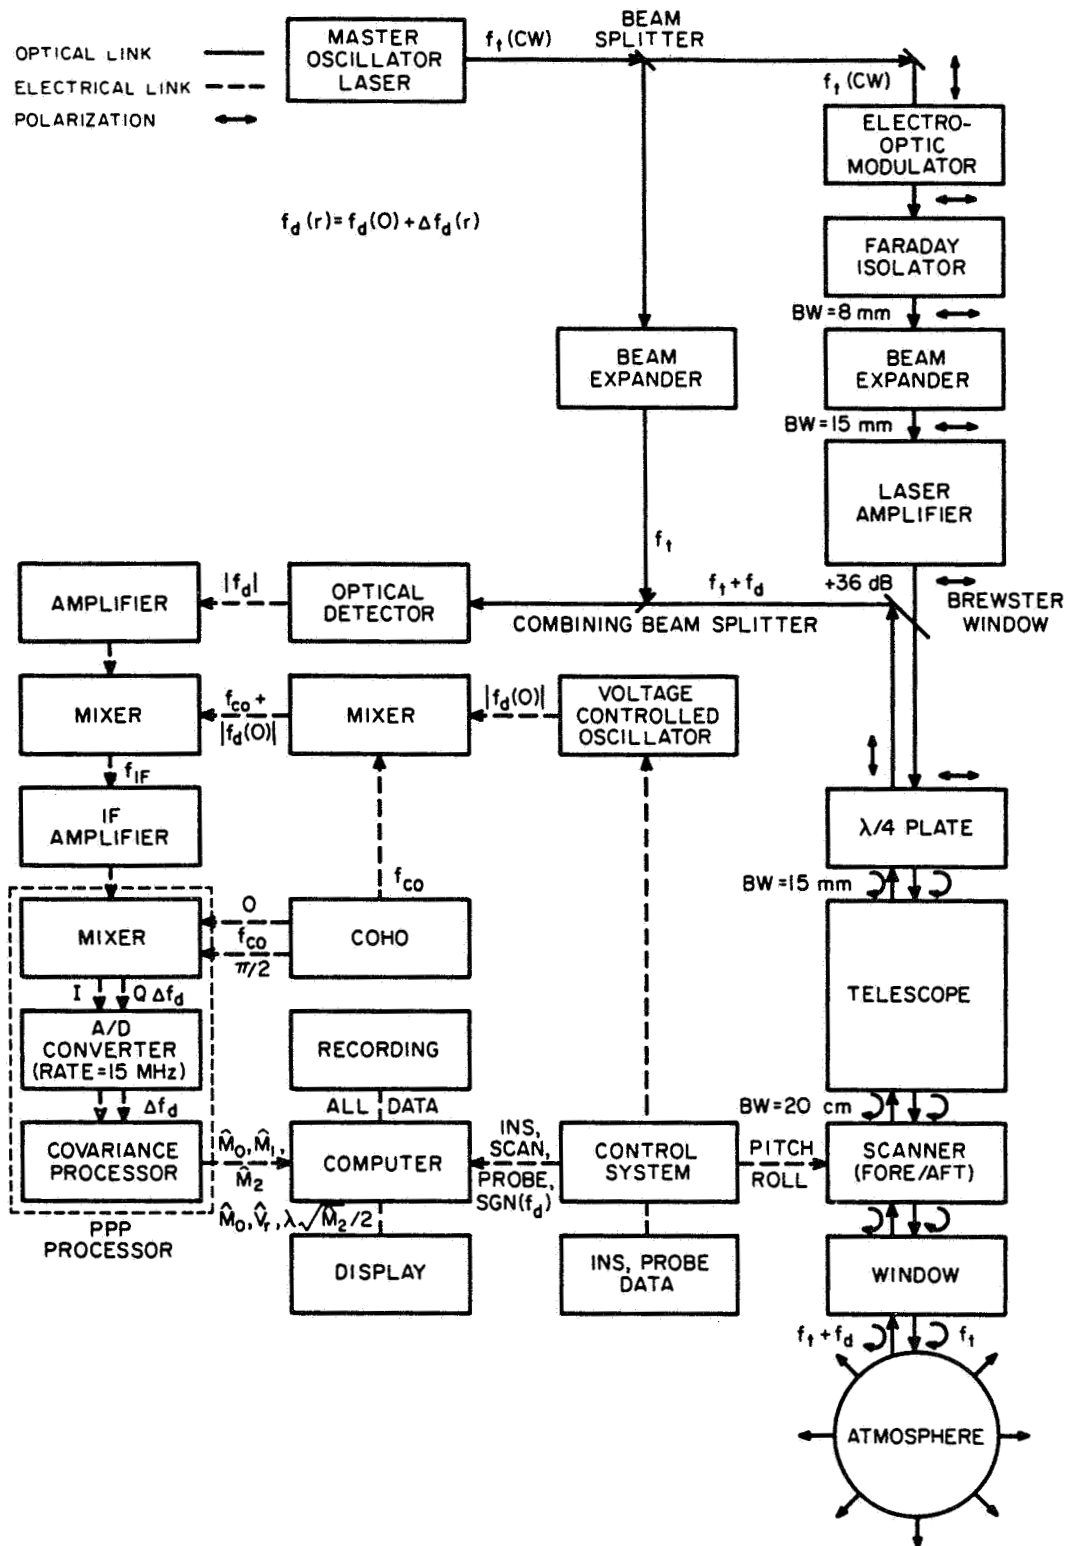 OPTICAL LINK
ELECTRICAL LINK
POLARIZATION
MASTER
OSCILLATOR
LASER
f_t(CW)
BEAM
SPLITTER
f_t(CW)
ELECTRO-
OPTIC
MODULATOR
f_d(r)=f_d(O)+Δf_d(r)
FARADAY
ISOLATOR
BW=8 mm
BEAM
EXPANDER
BEAM
EXPANDER
BW=15 mm
LASER
AMPLIFIER
f_t
f_t+f_d
+36 dB
BREWSTER
WINDOW
AMPLIFIER
|f_d|
OPTICAL
DETECTOR
COMBINING BEAM SPLITTER
MIXER
f_co+
|f_d(O)|
MIXER
|f_d(O)|
VOLTAGE
CONTROLLED
OSCILLATOR
f_IF
IF
AMPLIFIER
λ/4 PLATE
f_co
BW=15 mm
MIXER
O
f_co
π/2
COHO
TELESCOPE
I
Q Δf_d
A/D
CONVERTER
(RATE=15 MHz)
RECORDING
Δf_d
ALL DATA
BW=20 cm
COVARIANCE
PROCESSOR
M̂_0,M̂_1,
M̂_2
COMPUTER
INS,
SCAN,
PROBE,
SGN(f_d)
CONTROL
SYSTEM
PITCH
ROLL
SCANNER
(FORE/AFT)
M̂_0,V̂_r,λ√M̂_2/2
PPP
PROCESSOR
DISPLAY
INS, PROBE
DATA
WINDOW
f_t+f_d
f_t
ATMOSPHERE